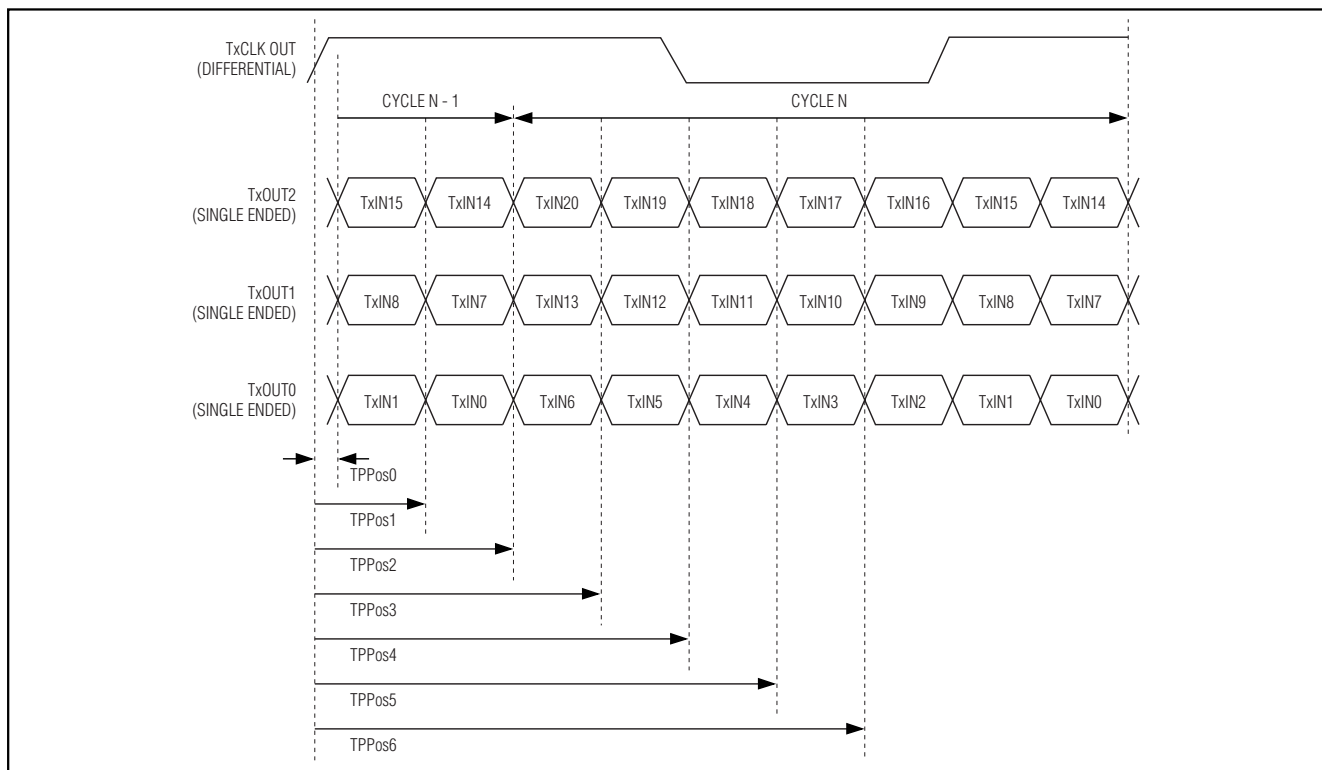 TxCLK OUT
(DIFFERENTIAL)
CYCLE N - 1
CYCLE N
TxOUT2
(SINGLE ENDED)
TxIN15 TxIN14 TxIN20 TxIN19 TxIN18 TxIN17 TxIN16 TxIN15 TxIN14
TxOUT1
(SINGLE ENDED)
TxIN8 TxIN7 TxIN13 TxIN12 TxIN11 TxIN10 TxIN9 TxIN8 TxIN7
TxOUT0
(SINGLE ENDED)
TxIN1 TxIN0 TxIN6 TxIN5 TxIN4 TxIN3 TxIN2 TxIN1 TxIN0
TPPos0
TPPos1
TPPos2
TPPos3
TPPos4
TPPos5
TPPos6